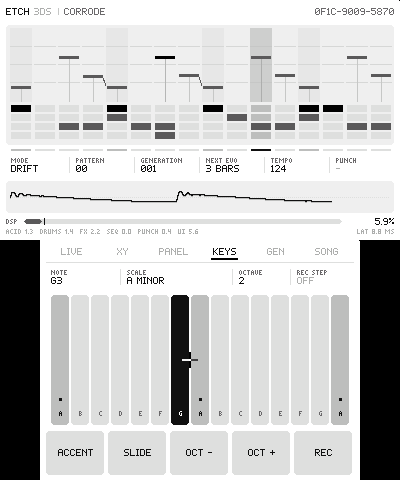 ETCH 3DS | CORRODE 0F1C-9009-5870
MODE PATTERN GENERATION NEXT EVO TEMPO PUNCH
DRIFT 00 001 3 BARS 124 -
DSP 5.9%
ACID 1.3 DRUMS 1.4 FX 2.2 SEQ 0.0 PUNCH 0.4 UI 5.6 LAT 8.8 MS
LIVE XY PANEL KEYS GEN SONG
NOTE SCALE OCTAVE REC STEP
G3 A MINOR 2 OFF
A B C D E F G A B C D E F G A
ACCENT SLIDE OCT - OCT + REC